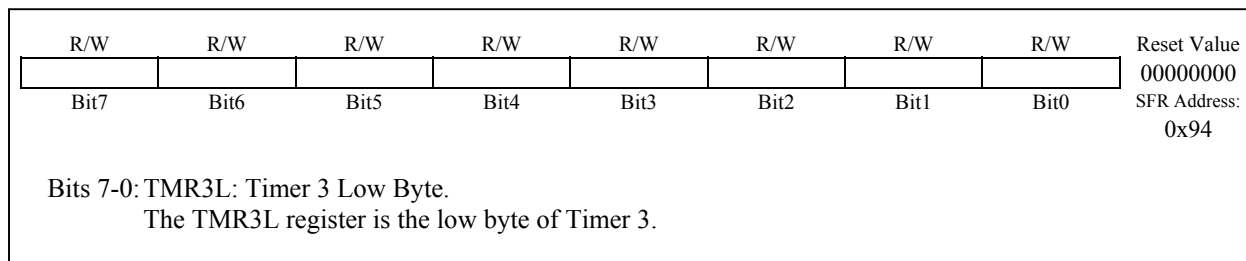 R/W R/W R/W R/W R/W R/W R/W R/W Reset Value
00000000
Bit7 Bit6 Bit5 Bit4 Bit3 Bit2 Bit1 Bit0 SFR Address:
0x94
Bits 7-0: TMR3L: Timer 3 Low Byte.
The TMR3L register is the low byte of Timer 3.